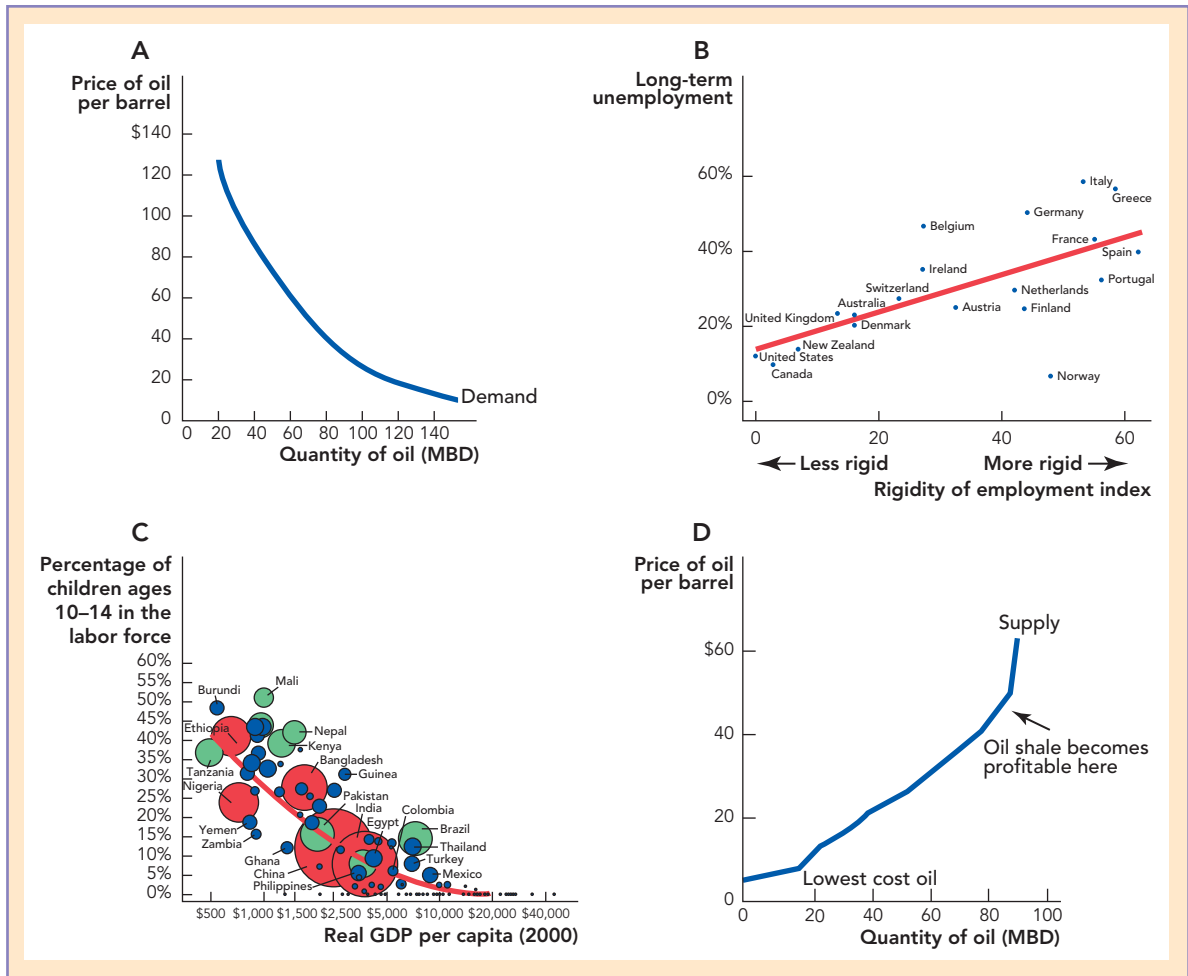 A
Price of oil
per barrel
$140
120
100
80
60
40
20
0
Demand
0 20 40 60 80 100 120 140
Quantity of oil (MBD)
B
Long-term
unemployment
60%
40%
20%
0%
Italy
Greece
Germany
Belgium
France
Spain
Ireland
Portugal
Switzerland
Netherlands
Australia
Austria
Finland
United Kingdom
Denmark
New Zealand
United States
Canada
Norway
0 20 40 60
Less rigid More rigid
Rigidity of employment index
C
Percentage of
children ages
10–14 in the
labor force
60%
55%
50%
45%
40%
35%
30%
25%
20%
15%
10%
5%
0%
Mali
Burundi
Ethiopia
Nepal
Kenya
Bangladesh
Tanzania
Guinea
Nigeria
Pakistan
India
Colombia
Egypt
Brazil
Yemen
Zambia
Thailand
Ghana
Turkey
China
Mexico
Philippines
$500 $1,000 $1,500 $2,500 $5,000 $10,000 $20,000 $40,000
Real GDP per capita (2000)
D
Price of oil
per barrel
Supply
$60
40
20
0
Oil shale becomes
profitable here
Lowest cost oil
0 20 40 60 80 100
Quantity of oil (MBD)